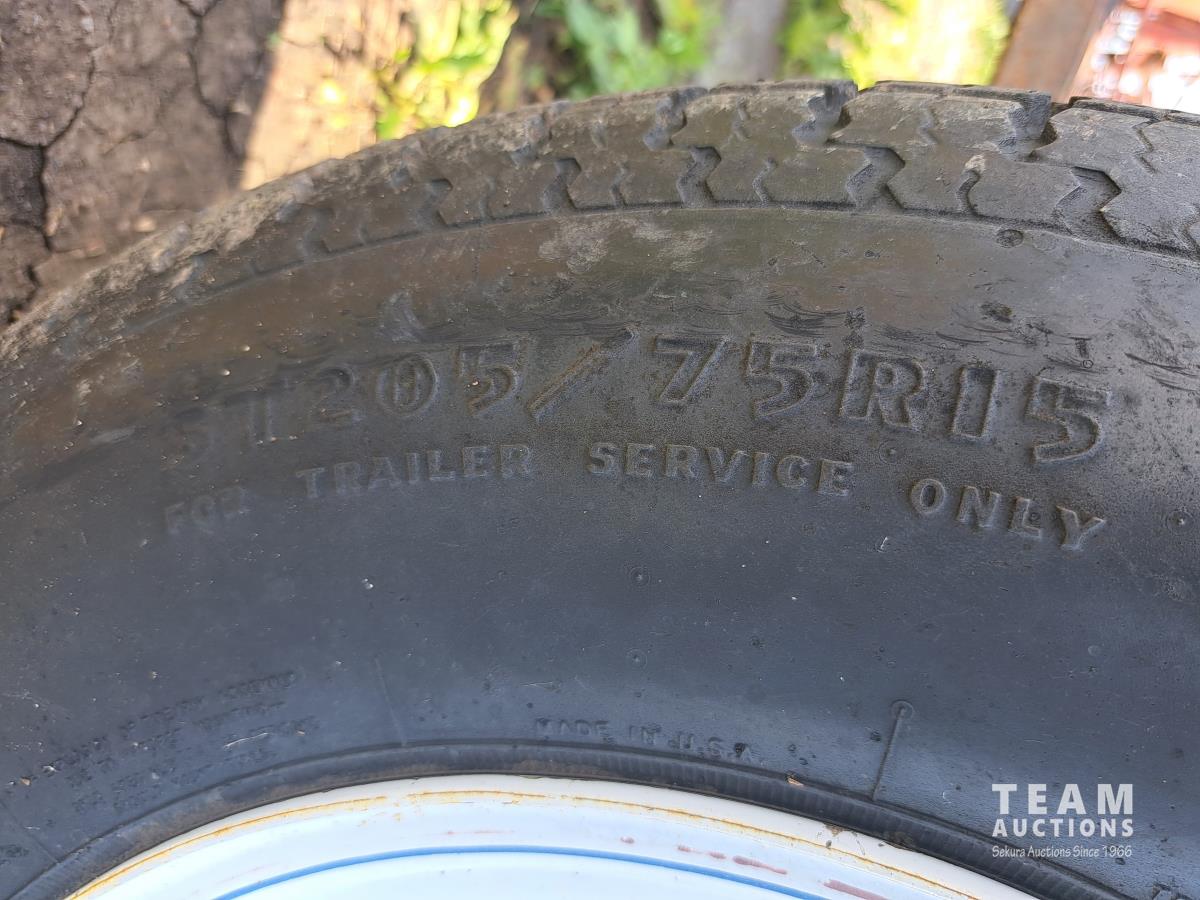 ST205/75R15
FOR TRAILER SERVICE ONLY
MADE IN U.S.A.
TEAM
AUCTIONS
Sekura Auctions Since 1966